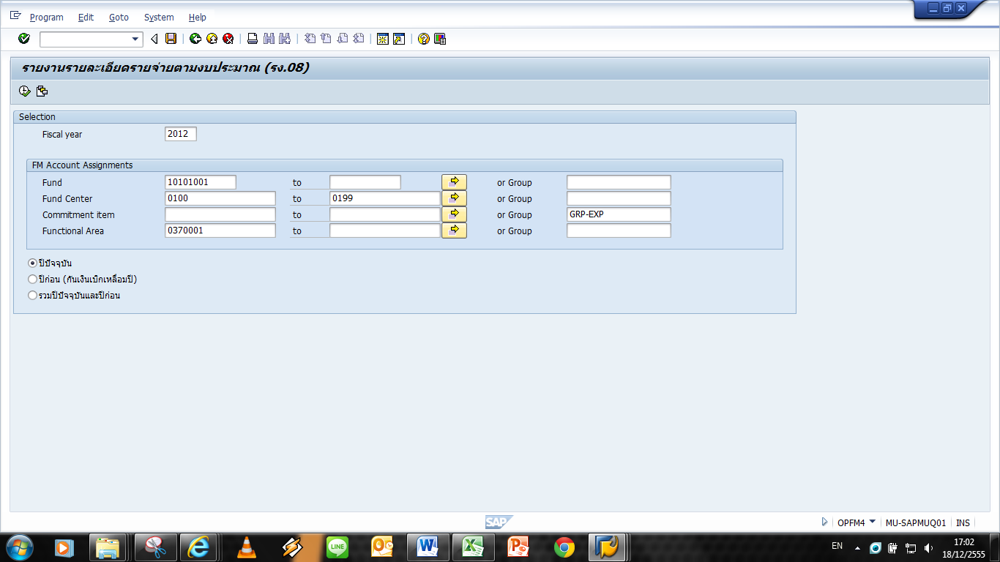 Program Edit Goto System Help
รายงานรายละเอียดรายจ่ายตามงบประมาณ (รง.08)
Selection
Fiscal year 2012
FM Account Assignments
Fund 10101001 to or Group
Fund Center 0100 to 0199 or Group
Commitment item to or Group GRP-EXP
Functional Area 0370001 to or Group
ปีปัจจุบัน
ปีก่อน (กันเงินเบิกเหลื่อมปี)
รวมปีปัจจุบันและปีก่อน
SAP
OPFM4 MU-SAPMUQ01 INS
LINE
EN 17:02
18/12/2555